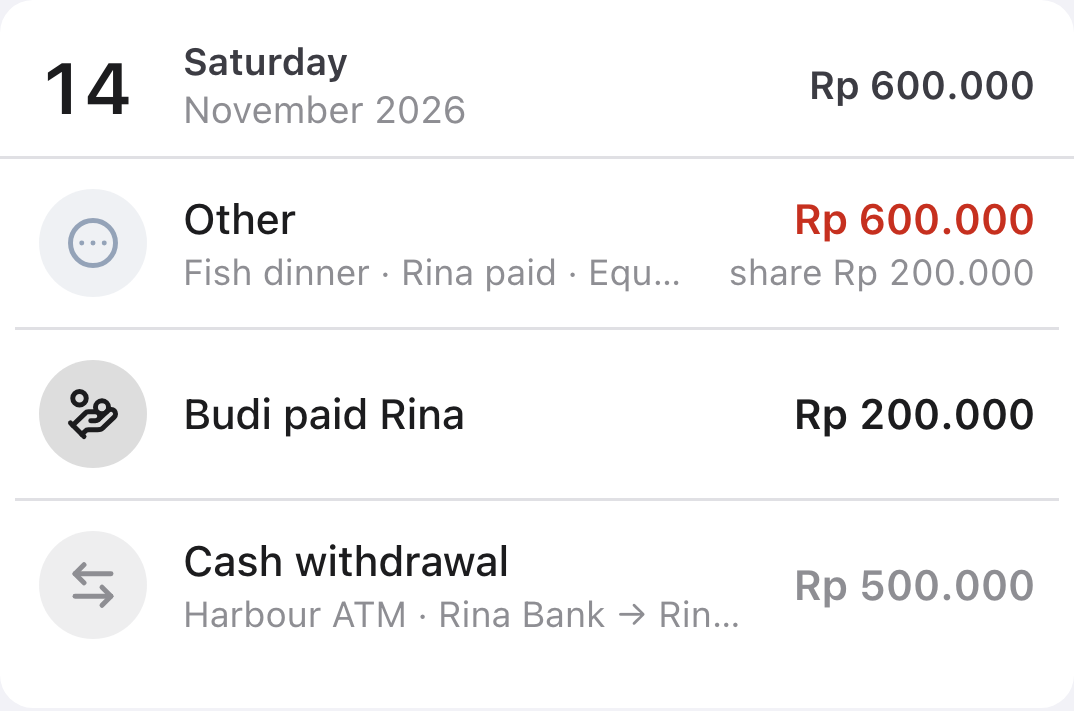 14
Saturday
November 2026
Rp 600.000
Other
Rp 600.000
Fish dinner · Rina paid · Equ...
share Rp 200.000
Budi paid Rina
Rp 200.000
Cash withdrawal
Harbour ATM · Rina Bank → Rin...
Rp 500.000